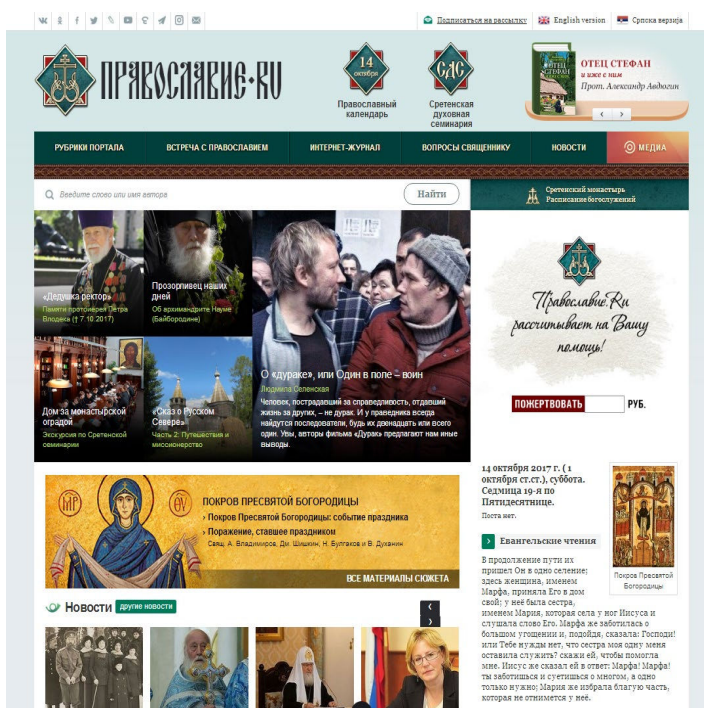 Подписаться на рассылку English version Српска верзија
ПРАВОСЛАВИЕ·RU
14
октября
Православный
календарь
СДС
Сретенская
духовная
семинария
ОТЕЦ
СТЕФАН
ОТЕЦ СТЕФАН
и иже с ним
Прот. Александр Авдюгин
РУБРИКИ ПОРТАЛА ВСТРЕЧА С ПРАВОСЛАВИЕМ ИНТЕРНЕТ-ЖУРНАЛ ВОПРОСЫ СВЯЩЕННИКУ НОВОСТИ МЕДИА
Введите слово или имя автора Найти
Сретенский монастырь
Расписание богослужений
«Дедушка ректор»
Памяти протоиерея Петра
Влодек († 7.10.2017)
Прозорливец наших
дней
Об архимандрите Науме
(Байбородине)
Дом за монастырской
оградой
Экскурсия по Сретенской
семинарии
«Сказ о Русском
Севере»
Часть 2: Путешествия и
миссионерство
О «дураке», или Один в поле – воин
Людмила Селенская
Человек, пострадавший за справедливость, отдавший
жизнь за других, – не дурак. И у праведника всегда
найдутся последователи, будь их двенадцать или всего
один. Увы, авторы фильма «Дурак» предлагают нам иные
выводы.
Православие.Ru
рассчитывает на Вашу
помощь!
ПОЖЕРТВОВАТЬ РУБ.
ПОКРОВ ПРЕСВЯТОЙ БОГОРОДИЦЫ
› Покров Пресвятой Богородицы: событие праздника
› Поражение, ставшее праздником
Свящ. А. Владимиров, Дм. Шишкин, Н. Булгаков и В. Духанин
ВСЕ МАТЕРИАЛЫ СЮЖЕТА
Новости ДРУГИЕ НОВОСТИ
14 октября 2017 г. ( 1
октября ст.ст.), суббота.
Седмица 19-я по
Пятидесятнице.
Поста нет.
Покров Пресвятой
Богородицы
Евангельские чтения
В продолжение пути их
пришел Он в одно селение;
здесь женщина, именем
Марфа, приняла Его в дом
свой; у неё была сестра,
именем Мария, которая села у ног Иисуса и
слушала слово Его. Марфа же заботилась о
большом угощении и, подойдя, сказала: Господи!
или Тебе нужды нет, что сестра моя одну меня
оставила служить? скажи ей, чтобы помогла
мне. Иисус же сказал ей в ответ: Марфа! Марфа!
ты заботишься и суетишься о многом, а одно
только нужно; Мария же избрала благую часть,
которая не отнимется у неё.